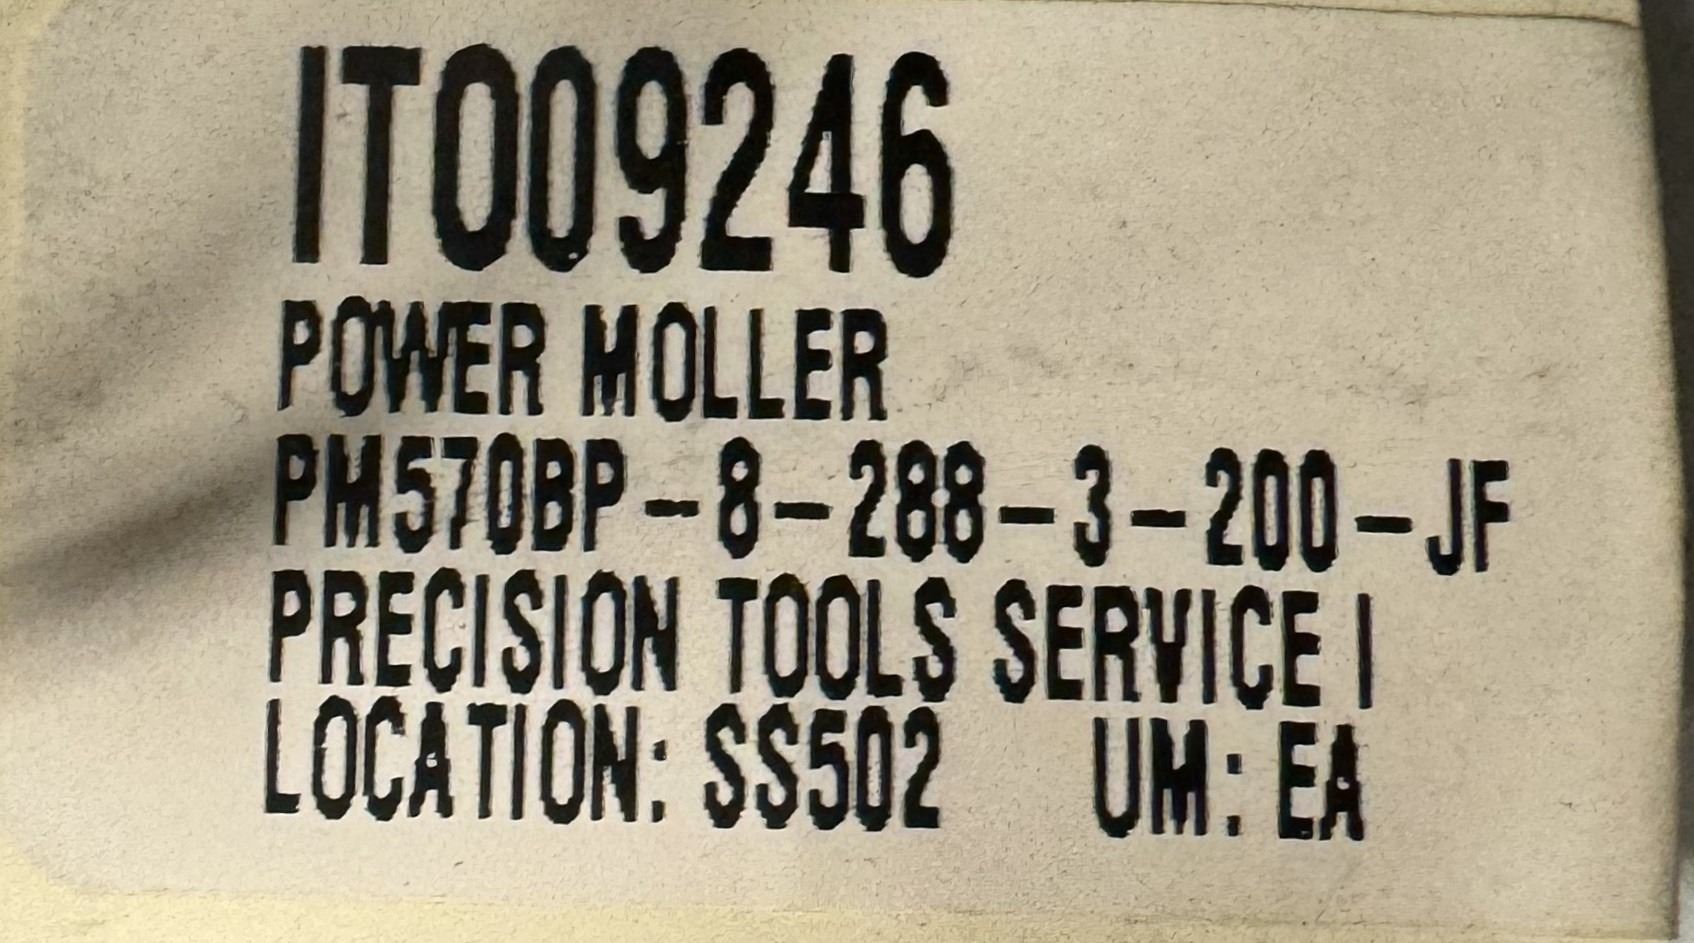 IT009246
POWER MOLLER
PM570BP-8-288-3-200-JF
PRECISION TOOLS SERVICE I
LOCATION: SS502 UM: EA